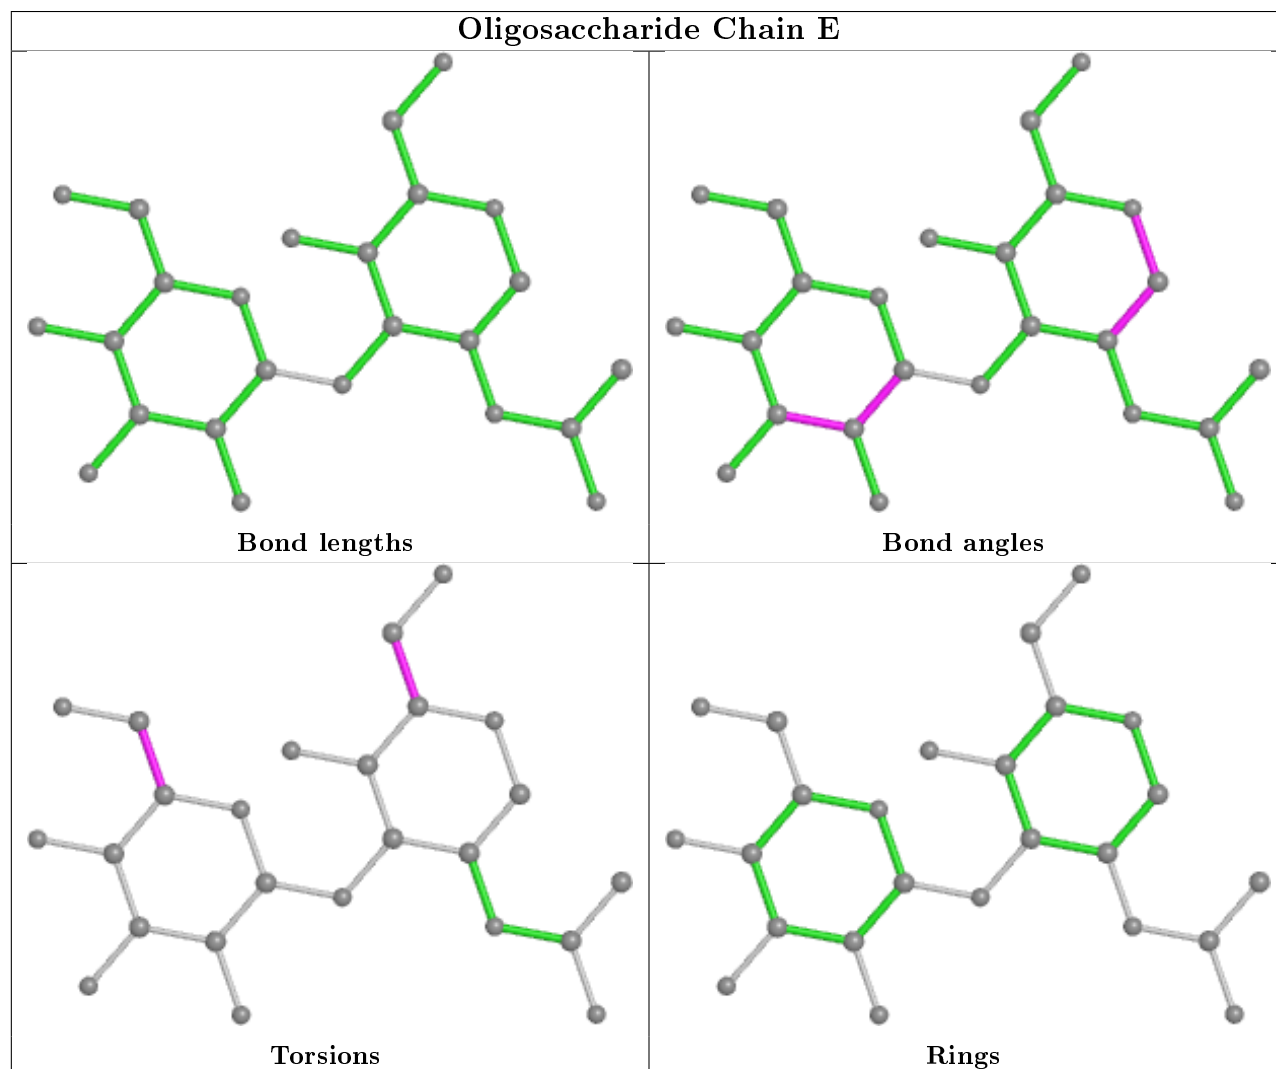 Oligosaccharide Chain E
Bond lengths
Bond angles
Torsions
Rings